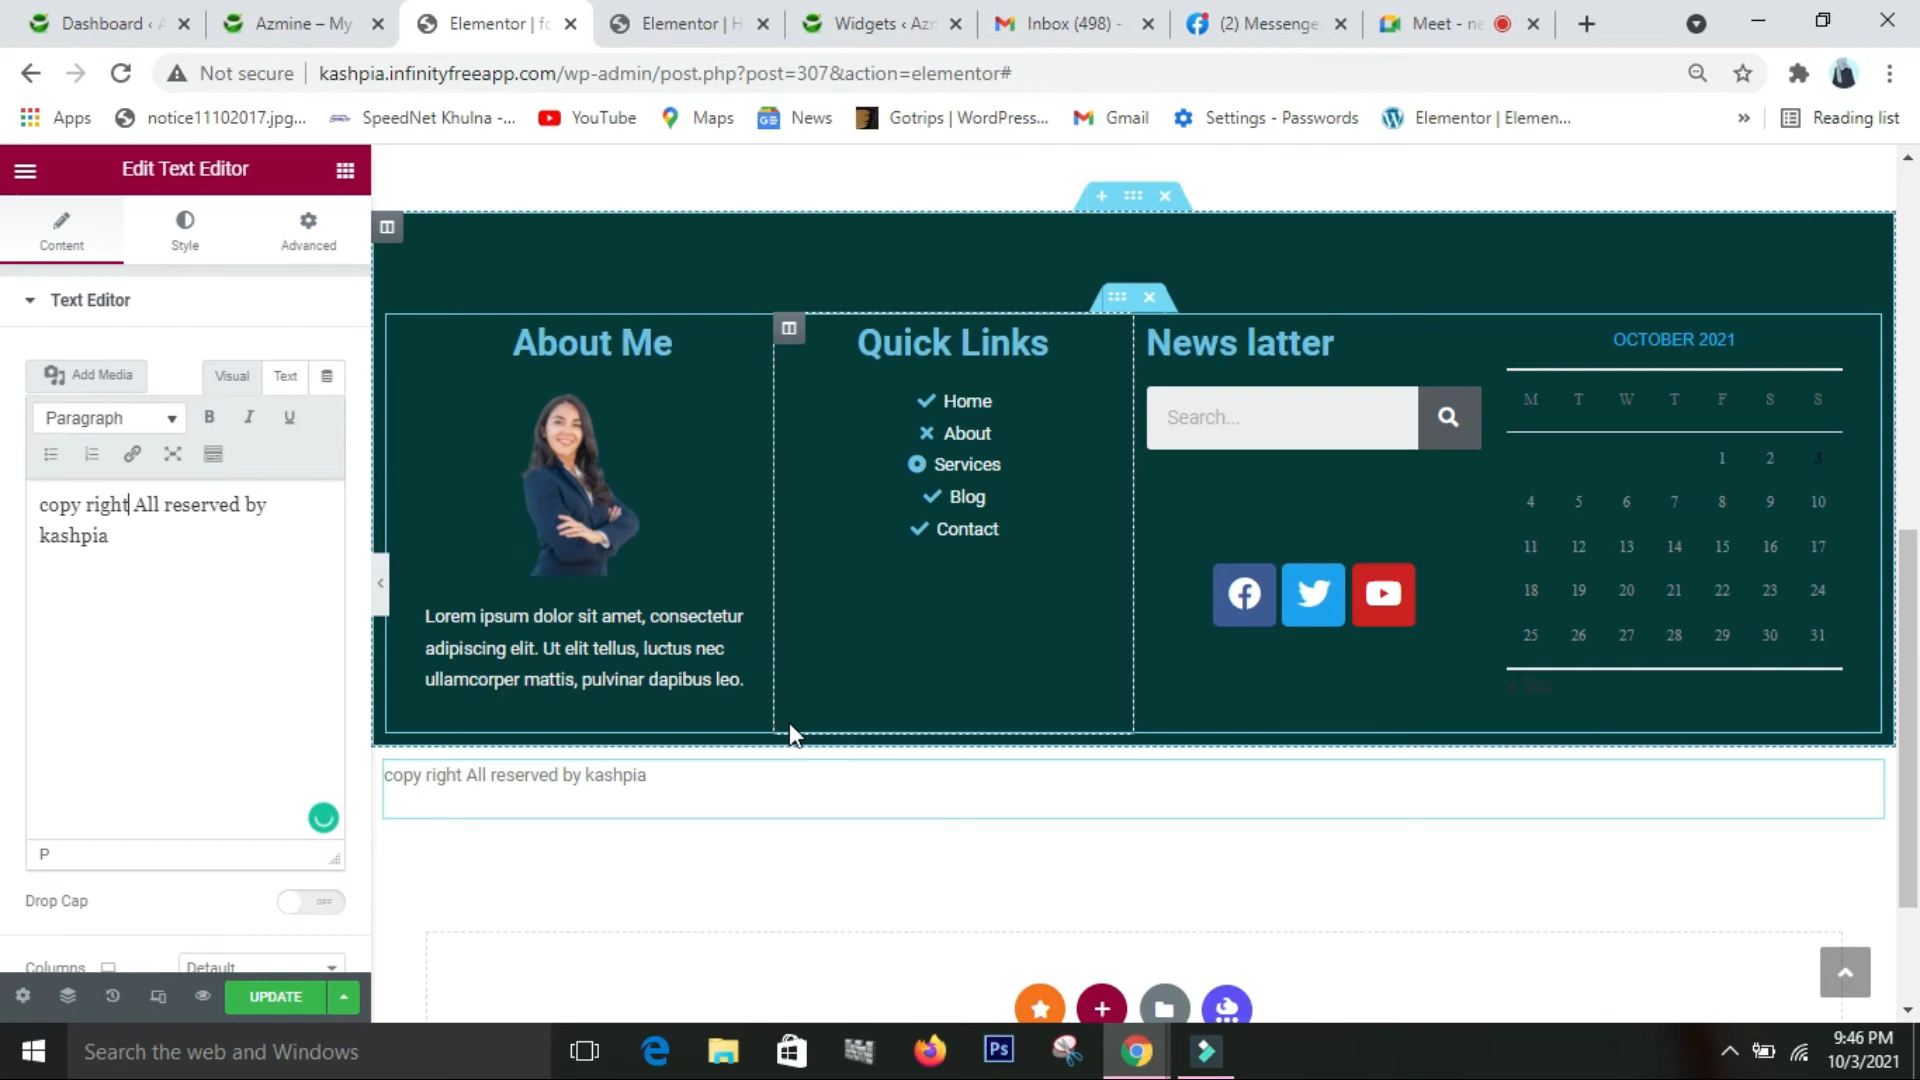 Dashboard ‹ A
Azmine – My
Elementor | fo
Elementor | H
Widgets ‹ Azn
Inbox (498) -
(2) Messenge
Meet - ne
Not secure
kashpia.infinityfreeapp.com/wp-admin/post.php?post=307&action=elementor#
Apps
notice11102017.jpg...
SpeedNet Khulna -...
YouTube
Maps
News
Gotrips | WordPress...
Gmail
Settings - Passwords
Elementor | Elemen...
»
Reading list
Edit Text Editor
Content
Style
Advanced
Text Editor
Add Media
Visual
Text
Paragraph
B I U
copy right All reserved by
kashpia
P
Drop Cap
OFF
Columns
Default
UPDATE
About Me
Lorem ipsum dolor sit amet, consectetur
adipiscing elit. Ut elit tellus, luctus nec
ullamcorper mattis, pulvinar dapibus leo.
Quick Links
Home
About
Services
Blog
Contact
News latter
Search...
OCTOBER 2021
M T W T F S S
1 2 3
4 5 6 7 8 9 10
11 12 13 14 15 16 17
18 19 20 21 22 23 24
25 26 27 28 29 30 31
copy right All reserved by kashpia
Search the web and Windows
Ps
9:46 PM
10/3/2021